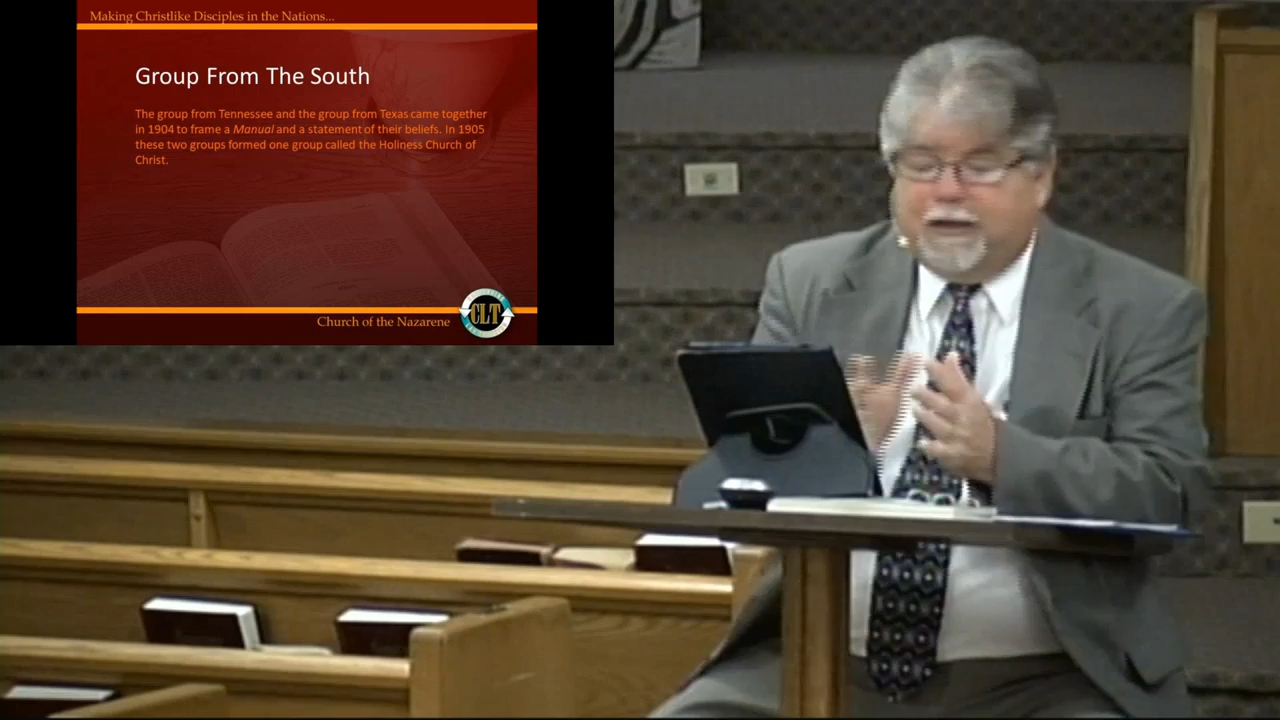 Making Christlike Disciples in the Nations...
Group From The South
The group from Tennessee and the group from Texas came together
in 1904 to frame a Manual and a statement of their beliefs. In 1905
these two groups formed one group called the Holiness Church of
Christ.
Church of the Nazarene
CLT